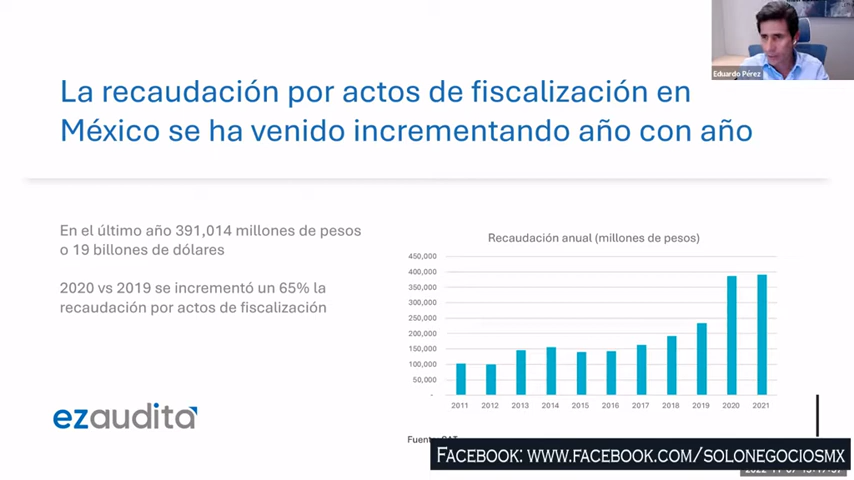 Eduardo Pérez
La recaudación por actos de fiscalización en
México se ha venido incrementando año con año
En el último año 391,014 millones de pesos
o 19 billones de dólares
2020 vs 2019 se incrementó un 65% la
recaudación por actos de fiscalización
Recaudación anual (millones de pesos)
450,000
400,000
350,000
300,000
250,000
200,000
150,000
100,000
50,000
-
2011 2012 2013 2014 2015 2016 2017 2018 2019 2020 2021
ezaudita
Facebook: www.facebook.com/solonegociosmx